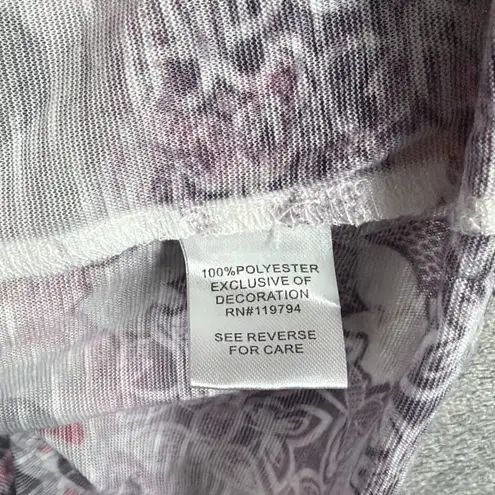 100%POLYESTER
EXCLUSIVE OF
DECORATION
RN#119794
SEE REVERSE
FOR CARE